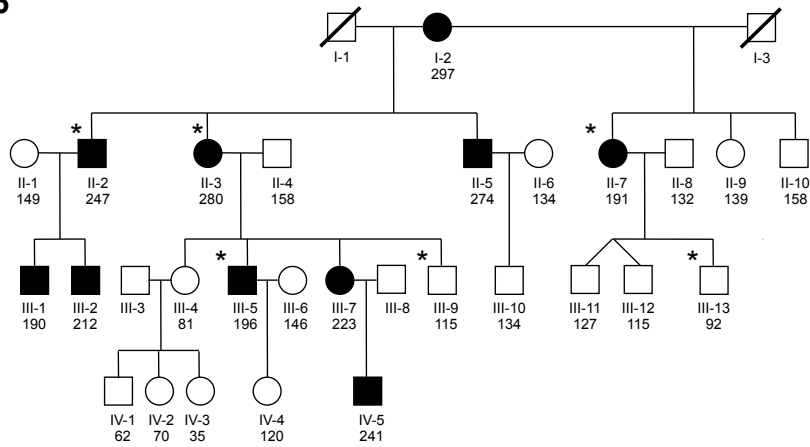 I-1 I-2 I-3
297
* * *
II-1 II-2 II-3 II-4 II-5 II-6 II-7 II-8 II-9 II-10
149 247 280 158 274 134 191 132 139 158
* * *
III-1 III-2 III-3 III-4 III-5 III-6 III-7 III-8 III-9 III-10 III-11 III-12 III-13
190 212 81 196 146 223 115 134 127 115 92
IV-1 IV-2 IV-3 IV-4 IV-5
62 70 35 120 241